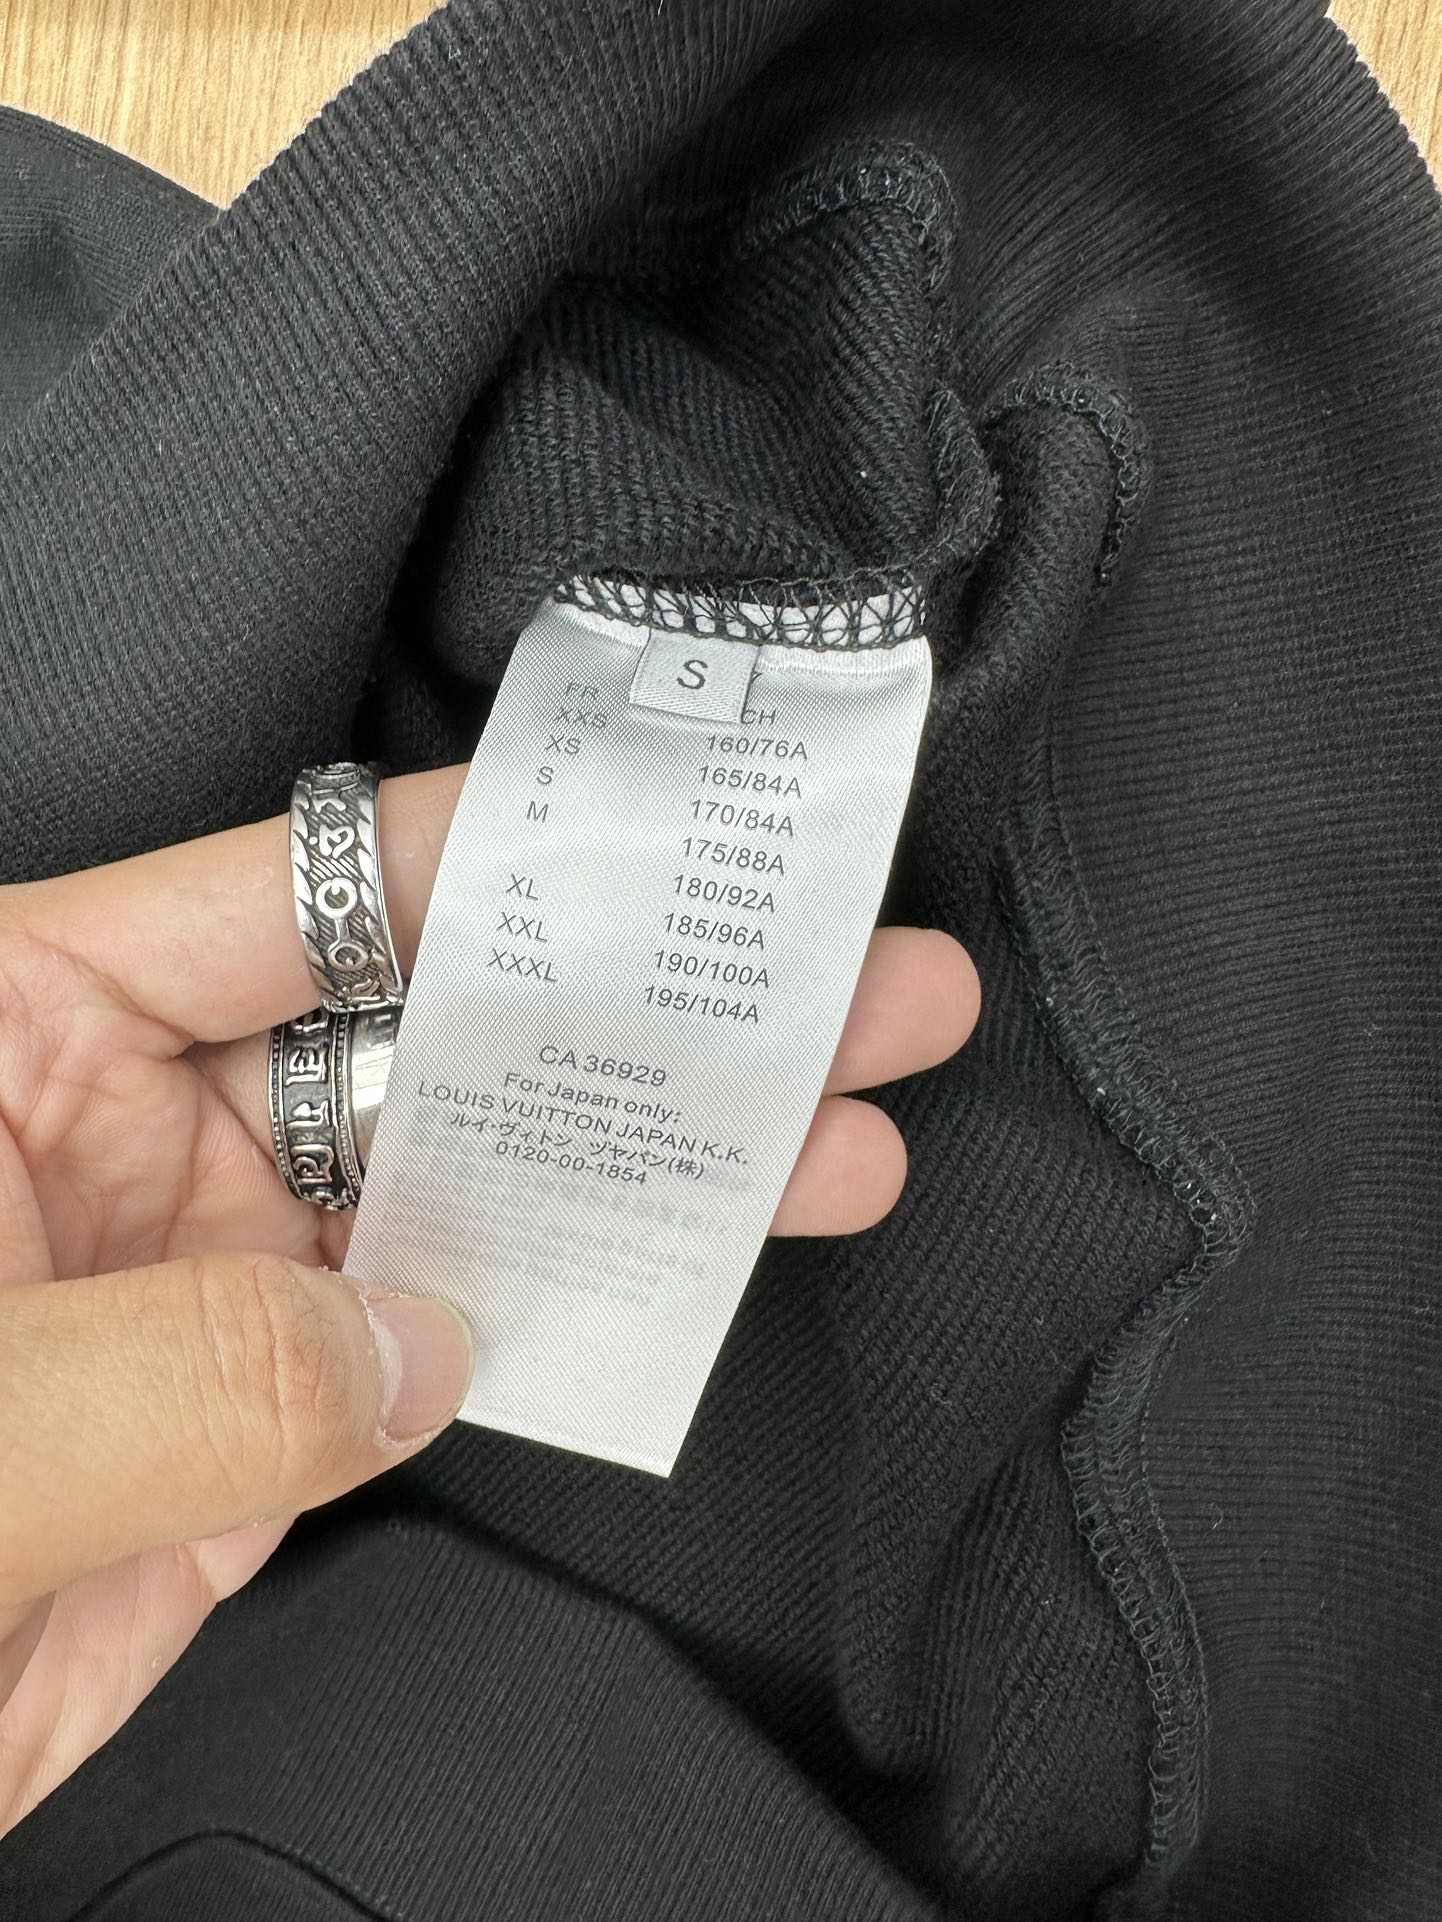 S
FR
CH
XXS 160/76A
XS 165/84A
S 170/84A
M 175/88A
180/92A
XL 185/96A
XXL 190/100A
XXXL 195/104A
CA 36929
For Japan only:
LOUIS VUITTON JAPAN K.K.
ルイ・ヴィトン ヅヤパン(株)
0120-00-1854